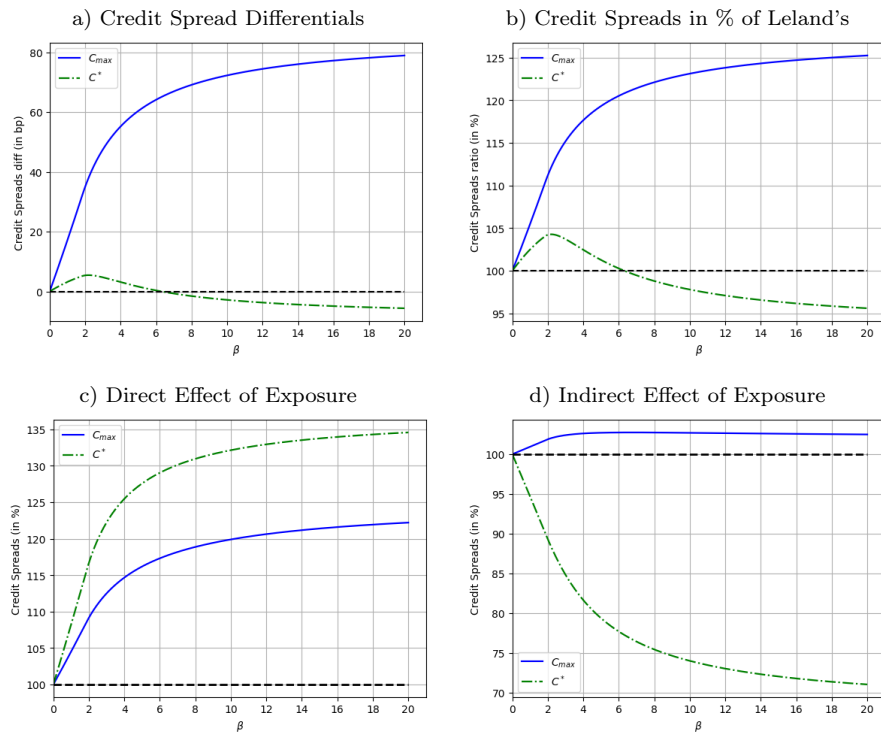 a) Credit Spread Differentials
80
60
40
20
0
Credit Spreads diff (in bp)
C_max
C*
0 2 4 6 8 10 12 14 16 18 20
β
b) Credit Spreads in % of Leland's
125
120
115
110
105
100
95
Credit Spreads ratio (in %)
C_max
C*
0 2 4 6 8 10 12 14 16 18 20
β
c) Direct Effect of Exposure
135
130
125
120
115
110
105
100
Credit Spreads (in %)
C_max
C*
0 2 4 6 8 10 12 14 16 18 20
β
d) Indirect Effect of Exposure
100
95
90
85
80
75
70
Credit Spreads (in %)
C_max
C*
0 2 4 6 8 10 12 14 16 18 20
β